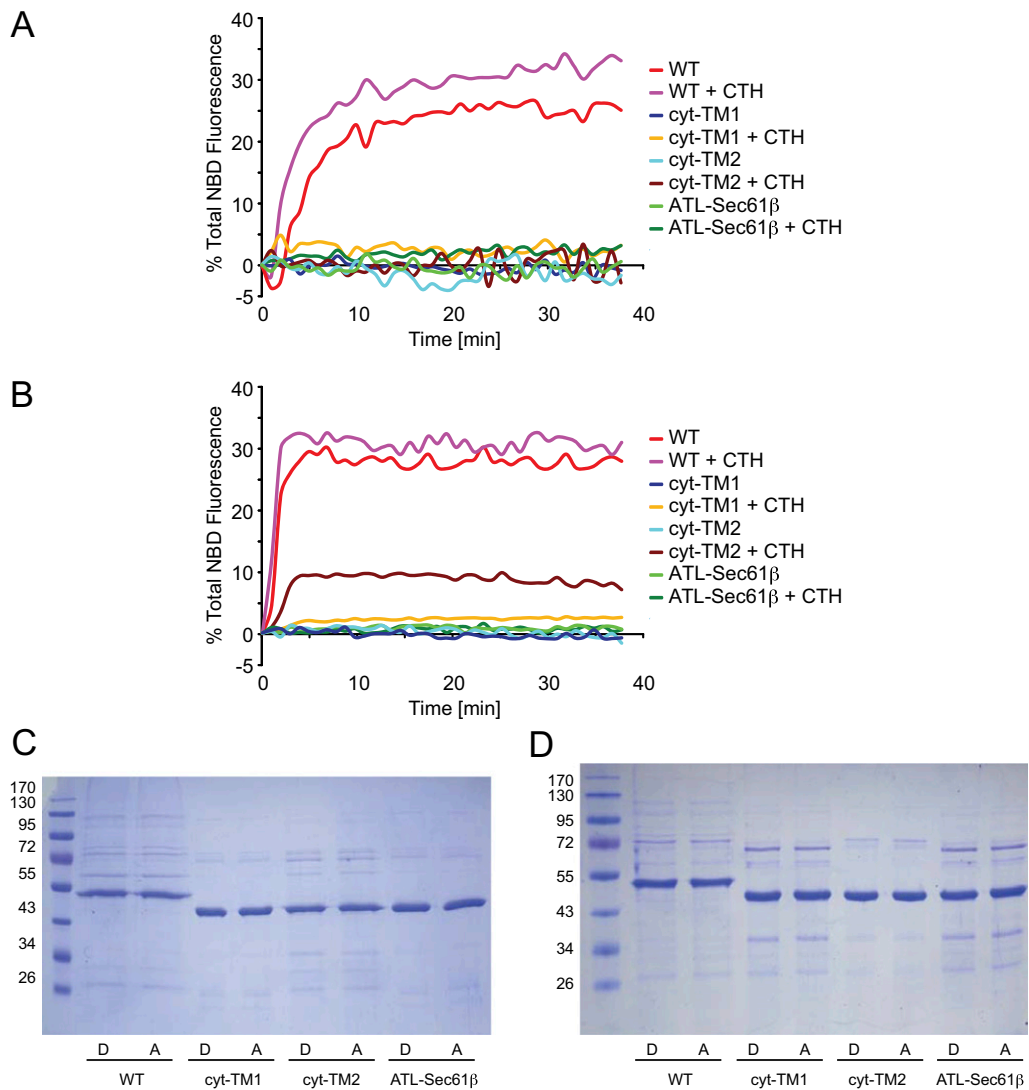 A
% Total NBD Fluorescence
40
30
20
10
0
-5
0
10
20
30
40
Time [min]
WT
WT + CTH
cyt-TM1
cyt-TM1 + CTH
cyt-TM2
cyt-TM2 + CTH
ATL-Sec61β
ATL-Sec61β + CTH
B
% Total NBD Fluorescence
40
30
20
10
0
-5
0
10
20
30
40
Time [min]
WT
WT + CTH
cyt-TM1
cyt-TM1 + CTH
cyt-TM2
cyt-TM2 + CTH
ATL-Sec61β
ATL-Sec61β + CTH
C
170
130
95
72
55
43
34
26
D A D A D A D A
WT cyt-TM1 cyt-TM2 ATL-Sec61β
D
170
130
95
72
55
43
34
26
D A D A D A D A
WT cyt-TM1 cyt-TM2 ATL-Sec61β